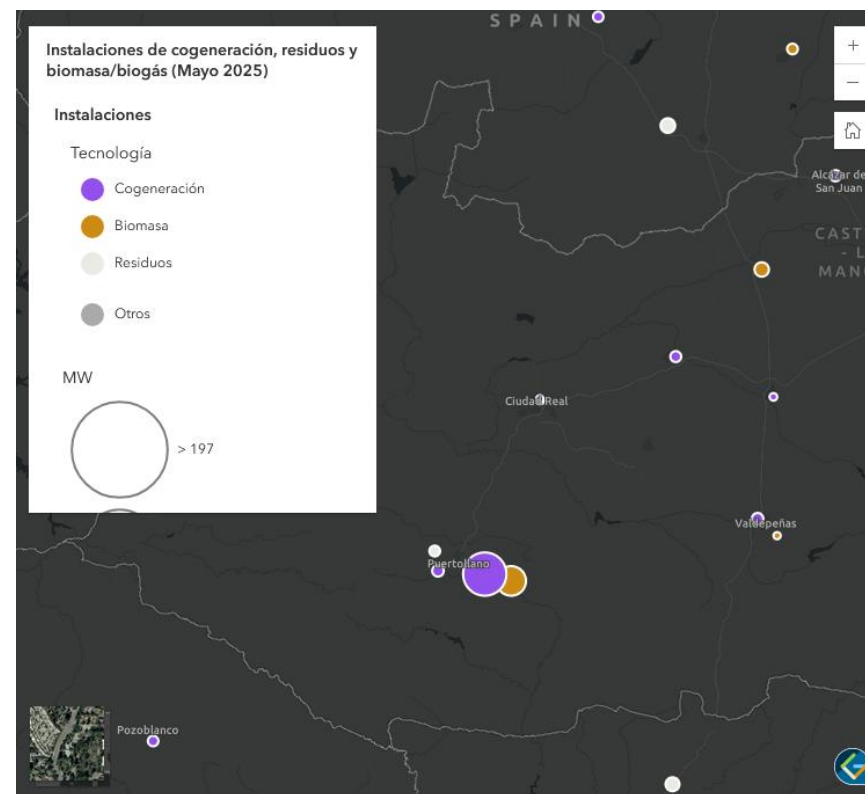 SPAIN
Instalaciones de cogeneración, residuos y
biomasa/biogás (Mayo 2025)
Instalaciones
Tecnología
Cogeneración
Biomasa
Residuos
Otros
MW
> 197
+
−
Alcázar de
San Juan
CAST
- L
MAN
Ciudad Real
Valdepeñas
Puertollano
Pozoblanco